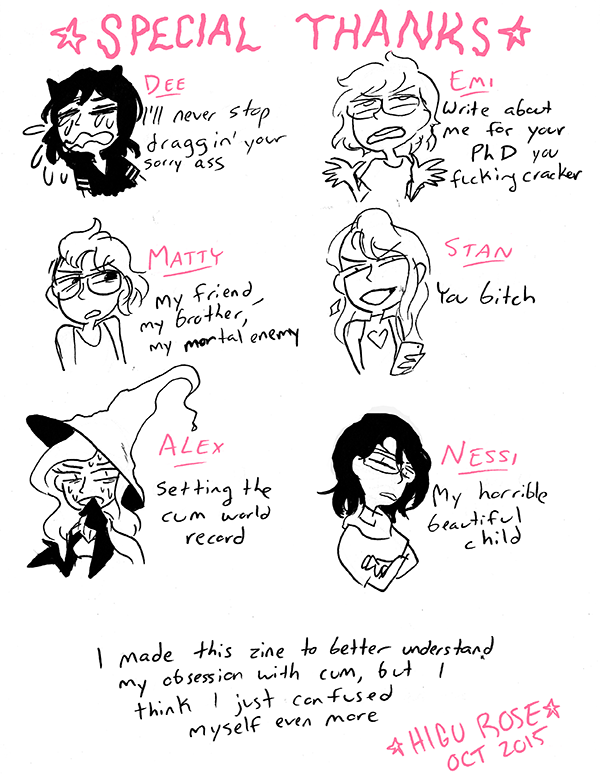 SPECIAL THANKS
DEE
I'll never stop
draggin' your
sorry ass
EMI
Write about
me for your
PhD you
fucking cracker
MATTY
My friend,
my brother,
my mortal enemy
STAN
You bitch
ALEX
Setting the
cum world
record
NESSI
My horrible
beautiful
child
I made this zine to better understand
my obsession with cum, but I
think I just confused
myself even more
HIGU ROSE
OCT 2015